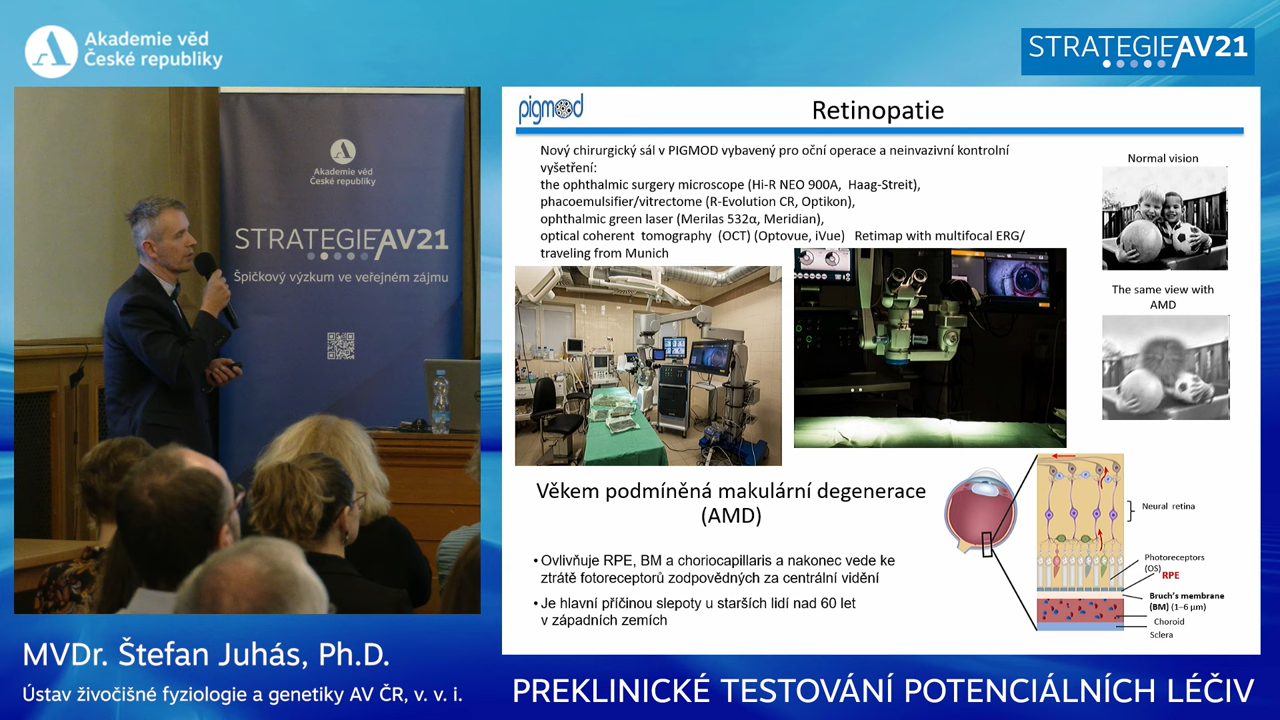 Akademie věd
České republiky
STRATEGIE AV21
Akademie věd
České republiky
STRATEGIE AV21
Špičkový výzkum ve veřejném zájmu
pigmod
Retinopatie
Nový chirurgický sál v PIGMOD vybavený pro oční operace a neinvazivní kontrolní
vyšetření:
the ophthalmic surgery microscope (Hi-R NEO 900A, Haag-Streit),
phacoemulsifier/vitrectome (R-Evolution CR, Optikon),
ophthalmic green laser (Merilas 532α, Meridian),
optical coherent tomography (OCT) (Optovue, iVue) Retimap with multifocal ERG/
traveling from Munich
Normal vision
The same view with
AMD
Věkem podmíněná makulární degenerace
(AMD)
• Ovlivňuje RPE, BM a choriocapillaris a nakonec vede ke
ztrátě fotoreceptorů zodpovědných za centrální vidění
• Je hlavní příčinou slepoty u starších lidí nad 60 let
v západních zemích
Neural retina
Photoreceptors
(OS)
RPE
Bruch's membrane
(BM) (1–6 µm)
Choroid
Sclera
MVDr. Štefan Juhás, Ph.D.
Ústav živočišné fyziologie a genetiky AV ČR, v. v. i.
PREKLINICKÉ TESTOVÁNÍ POTENCIÁLNÍCH LÉČIV